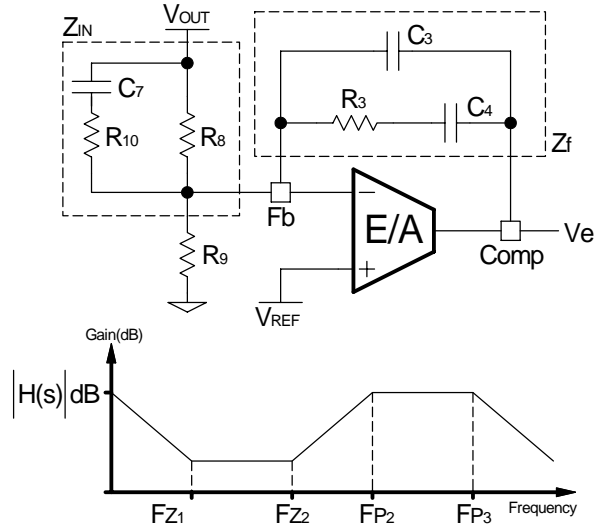 VOUT
ZIN
C7
R10
R8
R9
C3
R3
C4
Zf
Fb
E/A
Comp
Ve
VREF
Gain(dB)
|H(s)| dB
FZ1
FZ2
FP2
FP3
Frequency